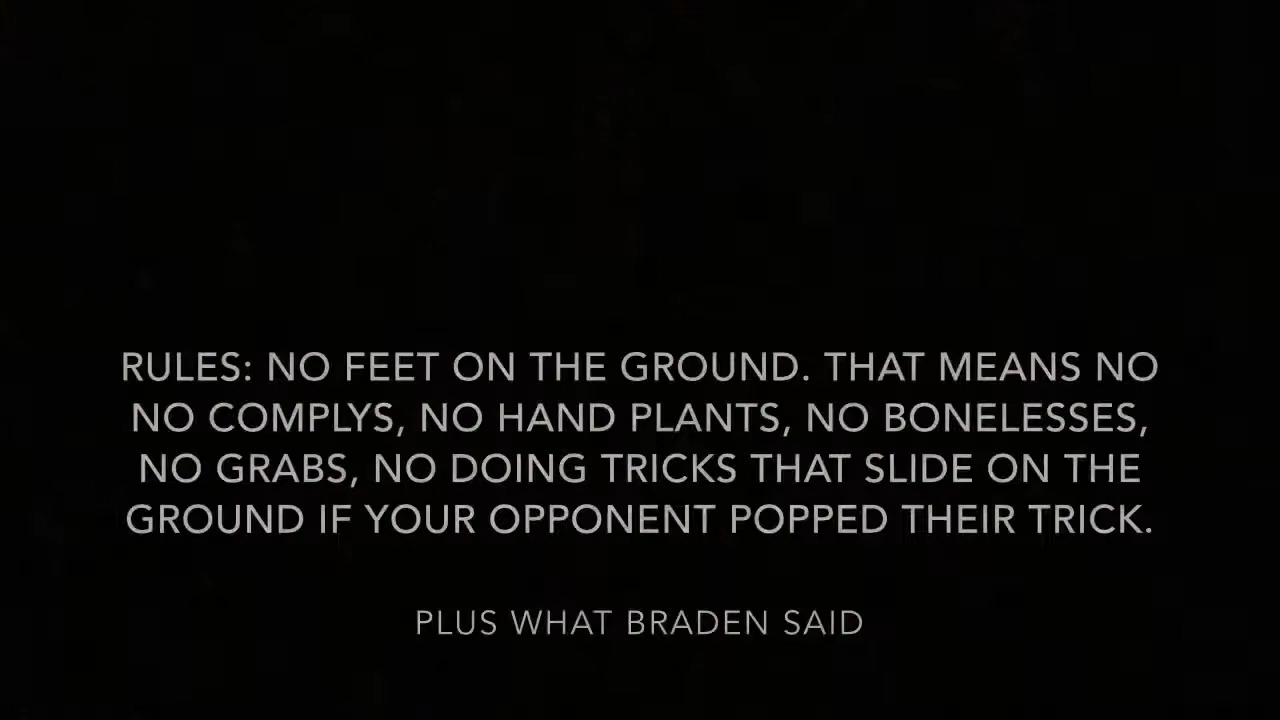 RULES: NO FEET ON THE GROUND. THAT MEANS NO
NO COMPLYS, NO HAND PLANTS, NO BONELESSES,
NO GRABS, NO DOING TRICKS THAT SLIDE ON THE
GROUND IF YOUR OPPONENT POPPED THEIR TRICK.
PLUS WHAT BRADEN SAID